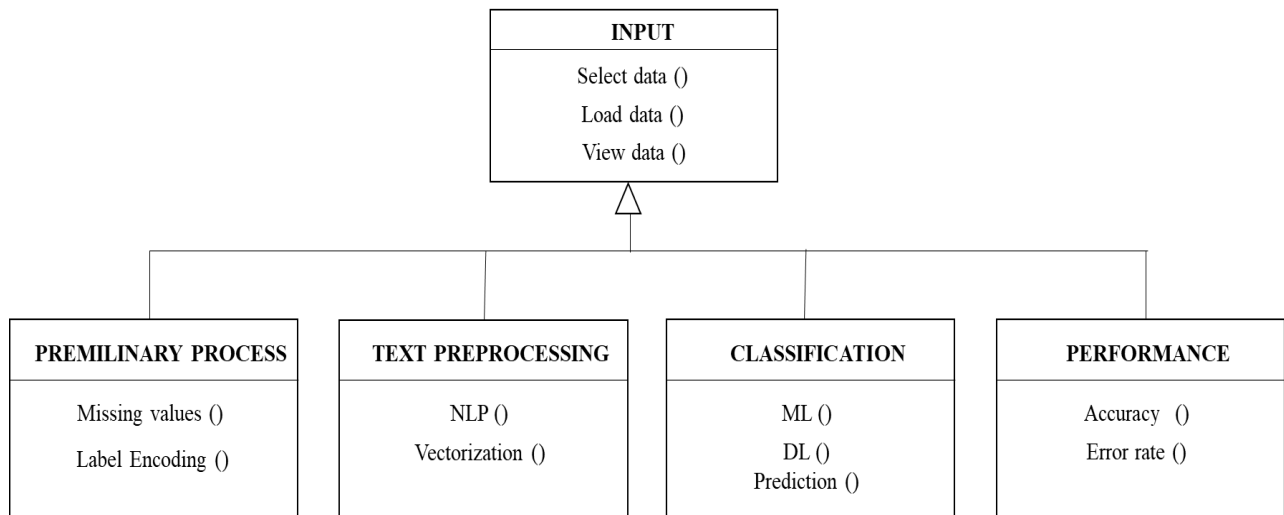 INPUT
Select data ()
Load data ()
View data ()
PREMILINARY PROCESS
Missing values ()
Label Encoding ()
TEXT PREPROCESSING
NLP ()
Vectorization ()
CLASSIFICATION
ML ()
DL ()
Prediction ()
PERFORMANCE
Accuracy ()
Error rate ()